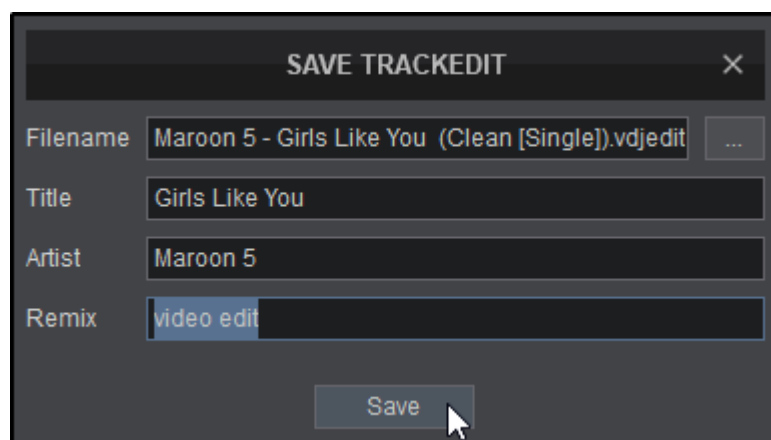 SAVE TRACKEDIT ×
Filename Maroon 5 - Girls Like You  (Clean [Single]).vdjedit ...
Title Girls Like You
Artist Maroon 5
Remix video edit
Save